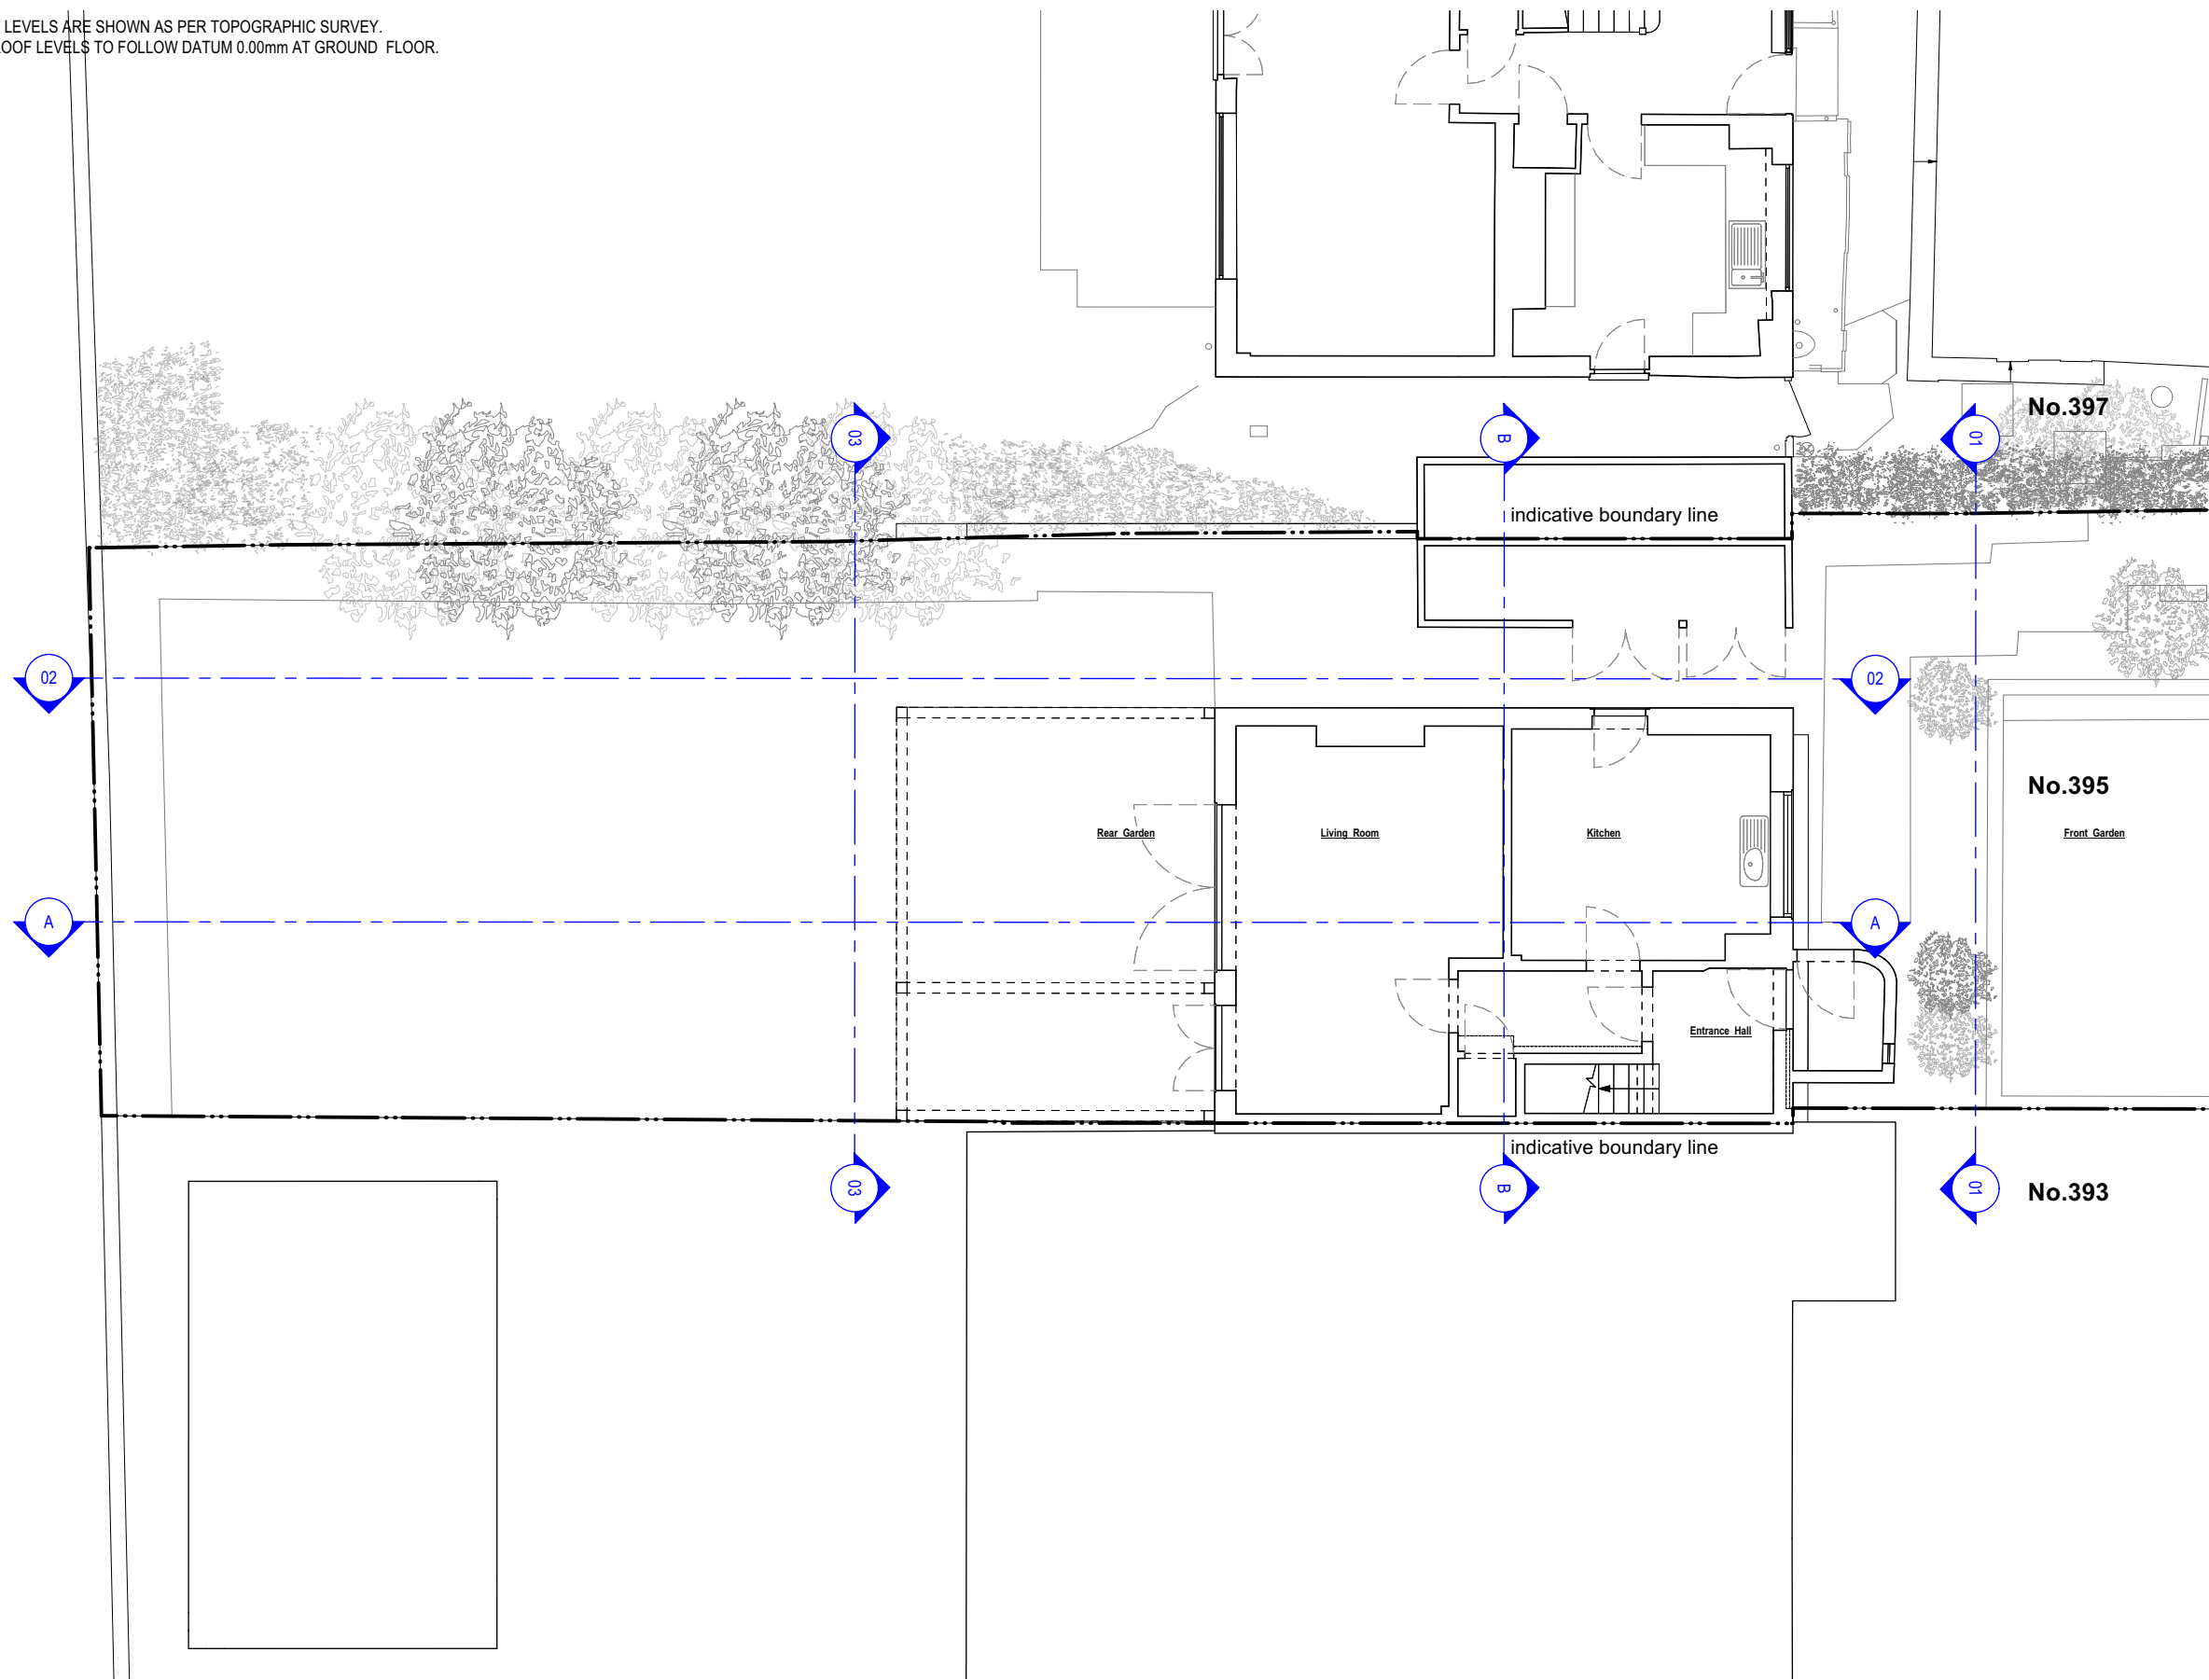 LEVELS ARE SHOWN AS PER TOPOGRAPHIC SURVEY.
OOF LEVELS TO FOLLOW DATUM 0.00mm AT GROUND FLOOR.
No.397
03
B
01
indicative boundary line
02
02
No.395
Rear Garden
Living Room
Kitchen
Front Garden
A
A
Entrance Hall
indicative boundary line
03
B
01
No.393